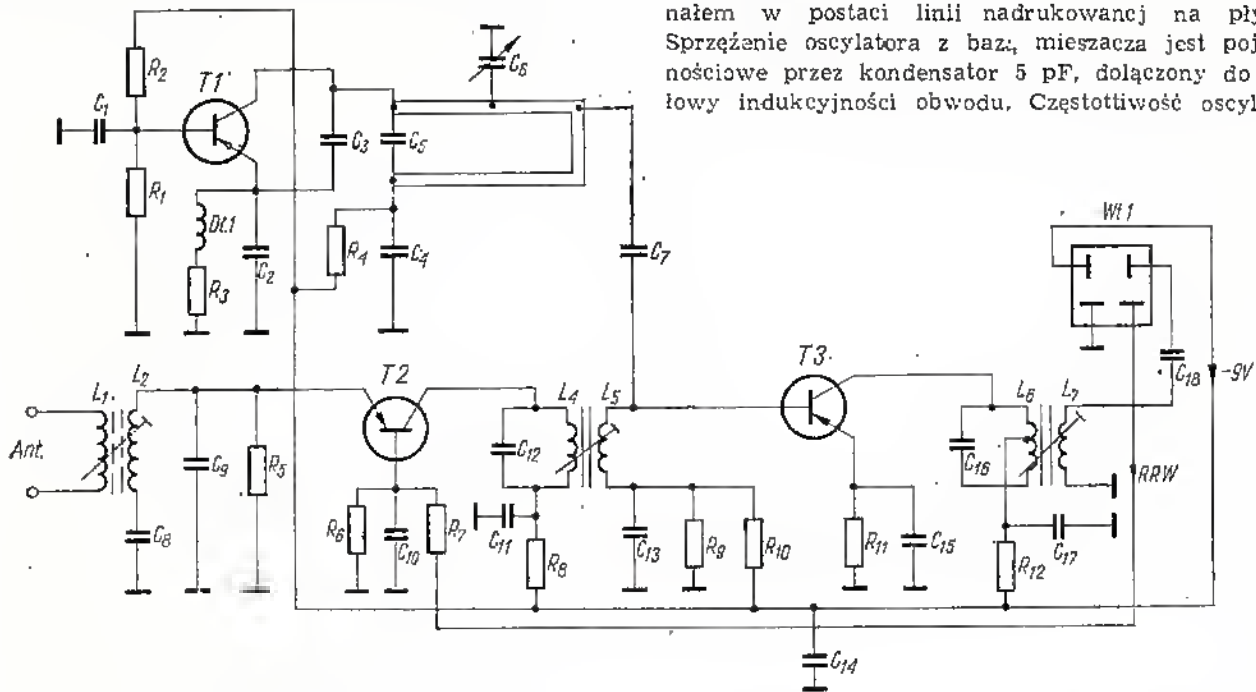 nałem w postaci linii nadrukowancj na pły
Sprzężenie oscylatora z bazą mieszacza jest poj
nościowe przez kondensator 5 pF, dołączony do
łowy indukcyjności obwodu. Częstottiwość oscyl
C6
R2
T1
C1
C3
C5
R1
Dł.1
R4
C4
C7
C2
R3
Wt1
T3
C18
-9V
L1
L2
T2
L4
L5
L6
L7
Ant.
C12
C16
RRW
C9
R5
C8
R6
C10
R7
C11
R8
C13
R9
R10
R11
C15
R12
C17
C14